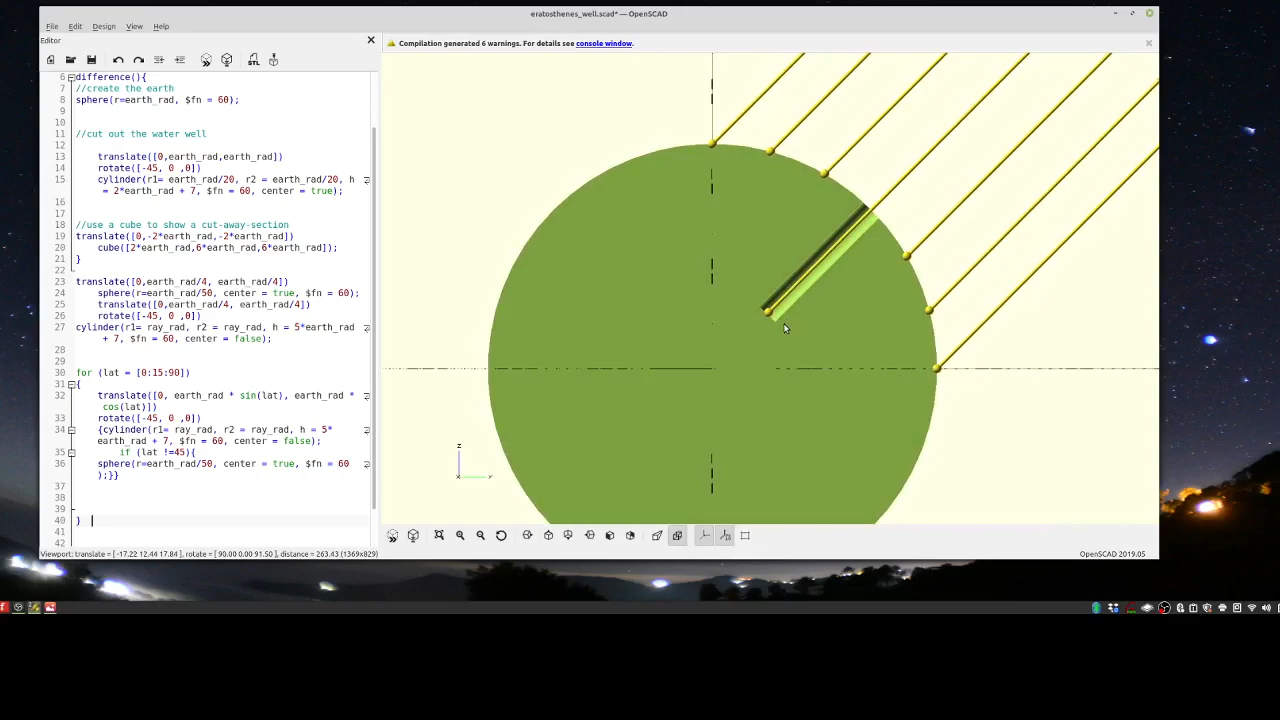 eratosthenes_well.scad* — OpenSCAD
File Edit Design View Help
Editor
Compilation generated 6 warnings. For details see console window.
6 difference(){
7 //create the earth
8 sphere(r=earth_rad, $fn = 60);
9
10
11 //cut out the water well
12
13 translate([0,earth_rad,earth_rad])
14 rotate([-45, 0 ,0])
15 cylinder(r1= earth_rad/20, r2 = earth_rad/20, h
= 2*earth_rad + 7, $fn = 60, center = true);
16
17
18 //use a cube to show a cut-away-section
19 translate([0,-2*earth_rad,-2*earth_rad])
20 cube([2*earth_rad,6*earth_rad,6*earth_rad]);
21 }
22
23 translate([0,earth_rad/4, earth_rad/4])
24 sphere(r=earth_rad/50, center = true, $fn = 60);
25 translate([0,earth_rad/4, earth_rad/4])
26 rotate([-45, 0 ,0])
27 cylinder(r1= ray_rad, r2 = ray_rad, h = 5*earth_rad
+ 7, $fn = 60, center = false);
28
29
30 for (lat = [0:15:90])
31 {
32 translate([0, earth_rad * sin(lat), earth_rad *
cos(lat)])
33 rotate([-45, 0 ,0])
34 {cylinder(r1= ray_rad, r2 = ray_rad, h = 5*
earth_rad + 7, $fn = 60, center = false);
35 if (lat !=45){
36 sphere(r=earth_rad/50, center = true, $fn = 60
);}}
37
38
39
40 }
41
42
z
x y
Viewport: translate = [ -17.22 12.44 17.84 ], rotate = [ 90.00 0.00 91.50 ], distance = 263.43 (1369x829)
OpenSCAD 2019.05